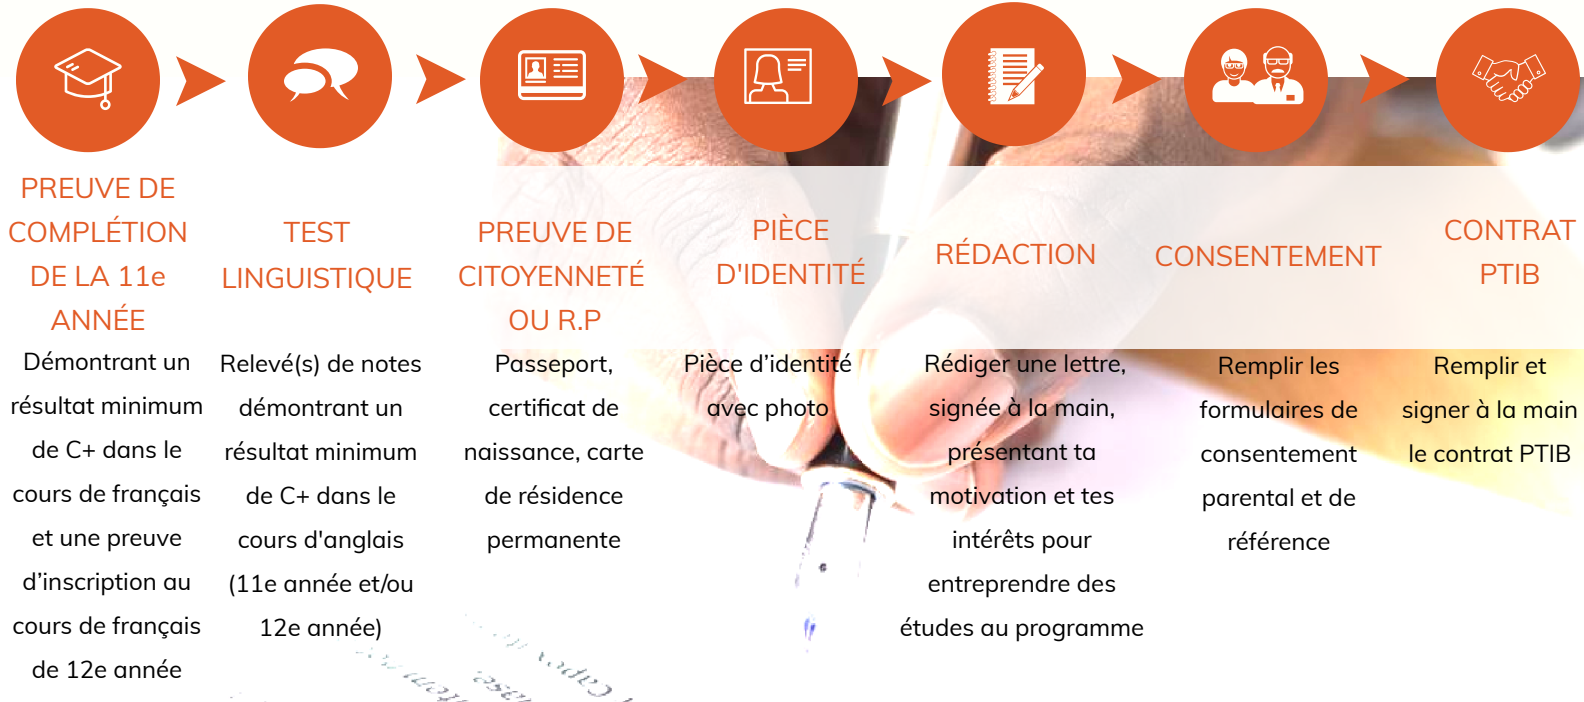 PREUVE DE
COMPLÉTION
DE LA 11e
ANNÉE
Démontrant un
résultat minimum
de C+ dans le
cours de français
et une preuve
d’inscription au
cours de français
de 12e année
TEST
LINGUISTIQUE
Relevé(s) de notes
démontrant un
résultat minimum
de C+ dans le
cours d'anglais
(11e année et/ou
12e année)
PREUVE DE
CITOYENNETÉ
OU R.P
Passeport,
certificat de
naissance, carte
de résidence
permanente
PIÈCE
D'IDENTITÉ
Pièce d’identité
avec photo
RÉDACTION
Rédiger une lettre,
signée à la main,
présentant ta
motivation et tes
intérêts pour
entreprendre des
études au programme
CONSENTEMENT
Remplir les
formulaires de
consentement
parental et de
référence
CONTRAT
PTIB
Remplir et
signer à la main
le contrat PTIB